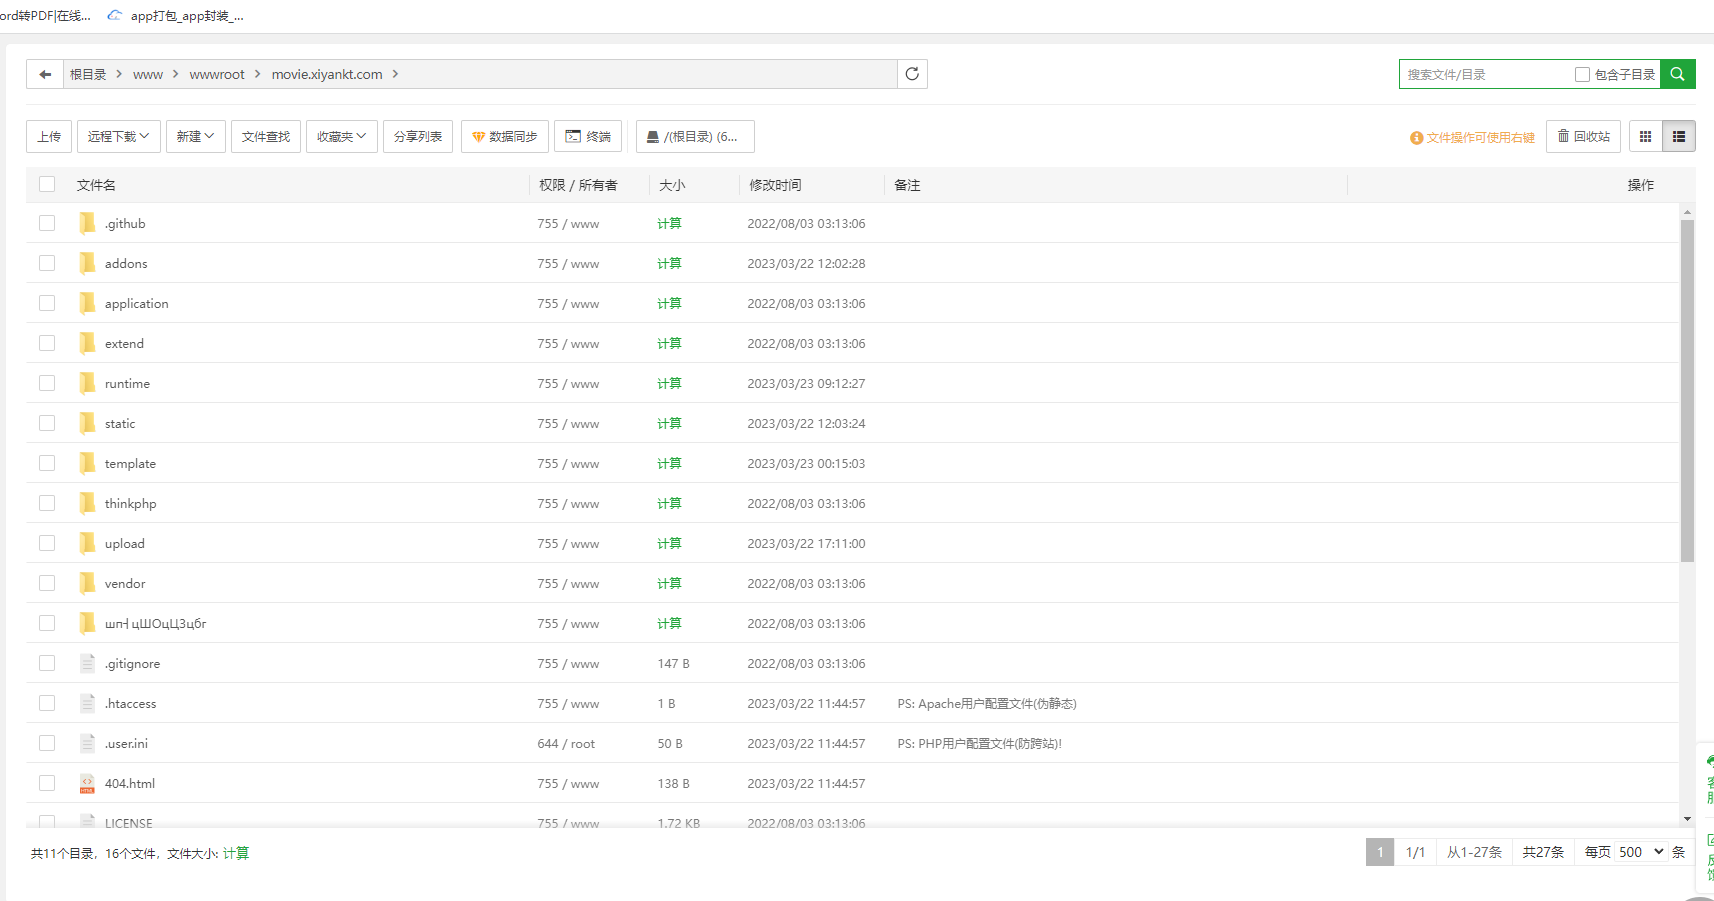 ord转PDF|在线... app打包_app封装_...
根目录 > www > wwwroot > movie.xiyankt.com > 搜索文件/目录 包含子目录
上传 远程下载 新建 文件查找 收藏夹 分享列表 数据同步 终端 /(根目录) (6... 文件操作可使用右键 回收站
文件名 权限 / 所有者 大小 修改时间 备注 操作
.github 755 / www 计算 2022/08/03 03:13:06
addons 755 / www 计算 2023/03/22 12:02:28
application 755 / www 计算 2022/08/03 03:13:06
extend 755 / www 计算 2022/08/03 03:13:06
runtime 755 / www 计算 2023/03/23 09:12:27
static 755 / www 计算 2023/03/22 12:03:24
template 755 / www 计算 2023/03/23 00:15:03
thinkphp 755 / www 计算 2022/08/03 03:13:06
upload 755 / www 计算 2023/03/22 17:11:00
vendor 755 / www 计算 2022/08/03 03:13:06
шп┤цШОцЦЗцбг 755 / www 计算 2022/08/03 03:13:06
.gitignore 755 / www 147 B 2022/08/03 03:13:06
.htaccess 755 / www 1 B 2023/03/22 11:44:57 PS: Apache用户配置文件(伪静态)
.user.ini 644 / root 50 B 2023/03/22 11:44:57 PS: PHP用户配置文件(防跨站)!
404.html 755 / www 138 B 2023/03/22 11:44:57
LICENSE 755 / www 1.72 KB 2022/08/03 03:13:06
共11个目录，16个文件，文件大小: 计算 1 1/1 从1-27条 共27条 每页 500 条
客服
反馈